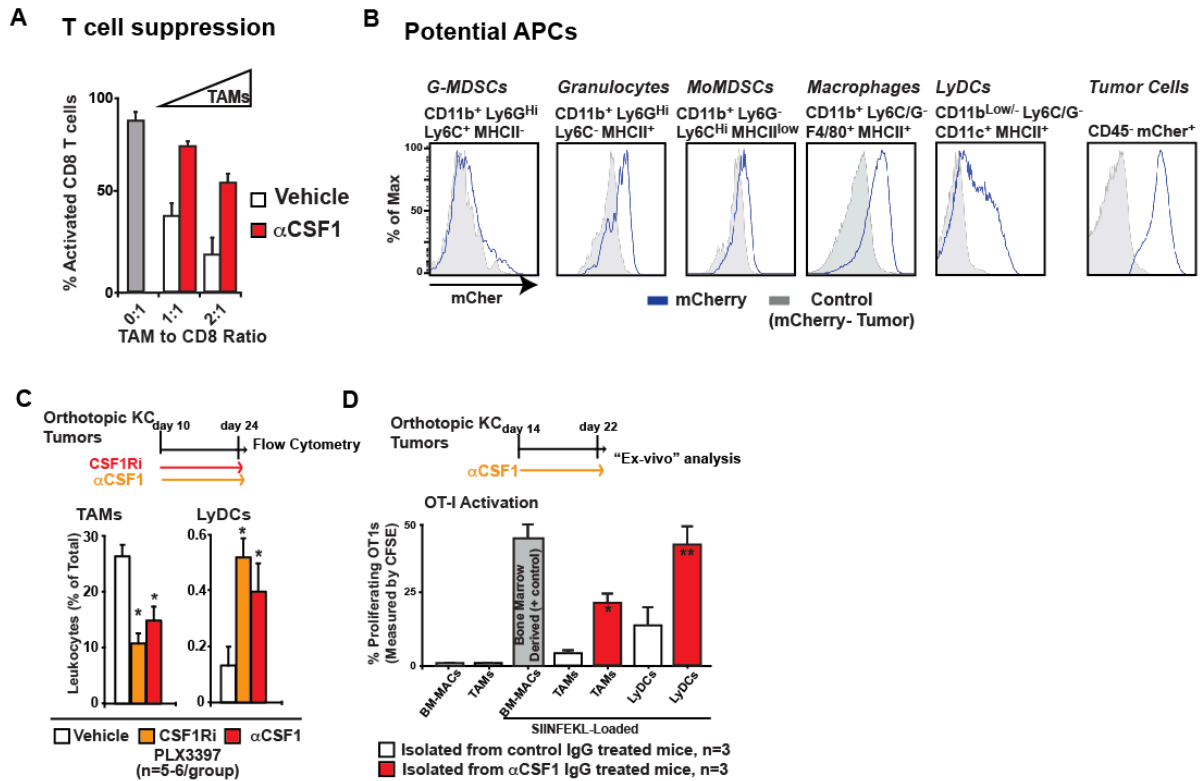 A
T cell suppression
100
50
0
% Activated CD8 T cells
TAMs
Vehicle
αCSF1
0:1
1:1
2:1
TAM to CD8 Ratio
B
Potential APCs
G-MDSCs
CD11b+ Ly6GHi
Ly6C+ MHCII-
Granulocytes
CD11b+ Ly6GHi
Ly6C- MHCII+
MoMDSCs
CD11b+ Ly6G-
Ly6CHi MHCIIlow
Macrophages
CD11b+ Ly6C/G-
F4/80+ MHCII+
LyDCs
CD11bLow/- Ly6C/G-
CD11c+ MHCII+
Tumor Cells
CD45- mCher+
% of Max
100
50
0
mCher
mCherry
Control
(mCherry- Tumor)
C
Orthotopic KC
Tumors
day 10
day 24
Flow Cytometry
CSF1Ri
αCSF1
TAMs
LyDCs
Leukocytes (% of Total)
30
20
10
0
* *
0.6
0.4
0.2
0
* *
Vehicle CSF1Ri αCSF1
PLX3397
(n=5-6/group)
D
Orthotopic KC
Tumors
day 14
day 22
"Ex-vivo" analysis
αCSF1
OT-I Activation
% Proliferating OT1s
(Measured by CFSE)
50
25
0
Bone Marrow
Derived (+ control)
*
**
BM-MACs
TAMs
BM-MACs
TAMs
TAMs
LyDCs
LyDCs
SIINFEKL-Loaded
Isolated from control IgG treated mice, n=3
Isolated from αCSF1 IgG treated mice, n=3